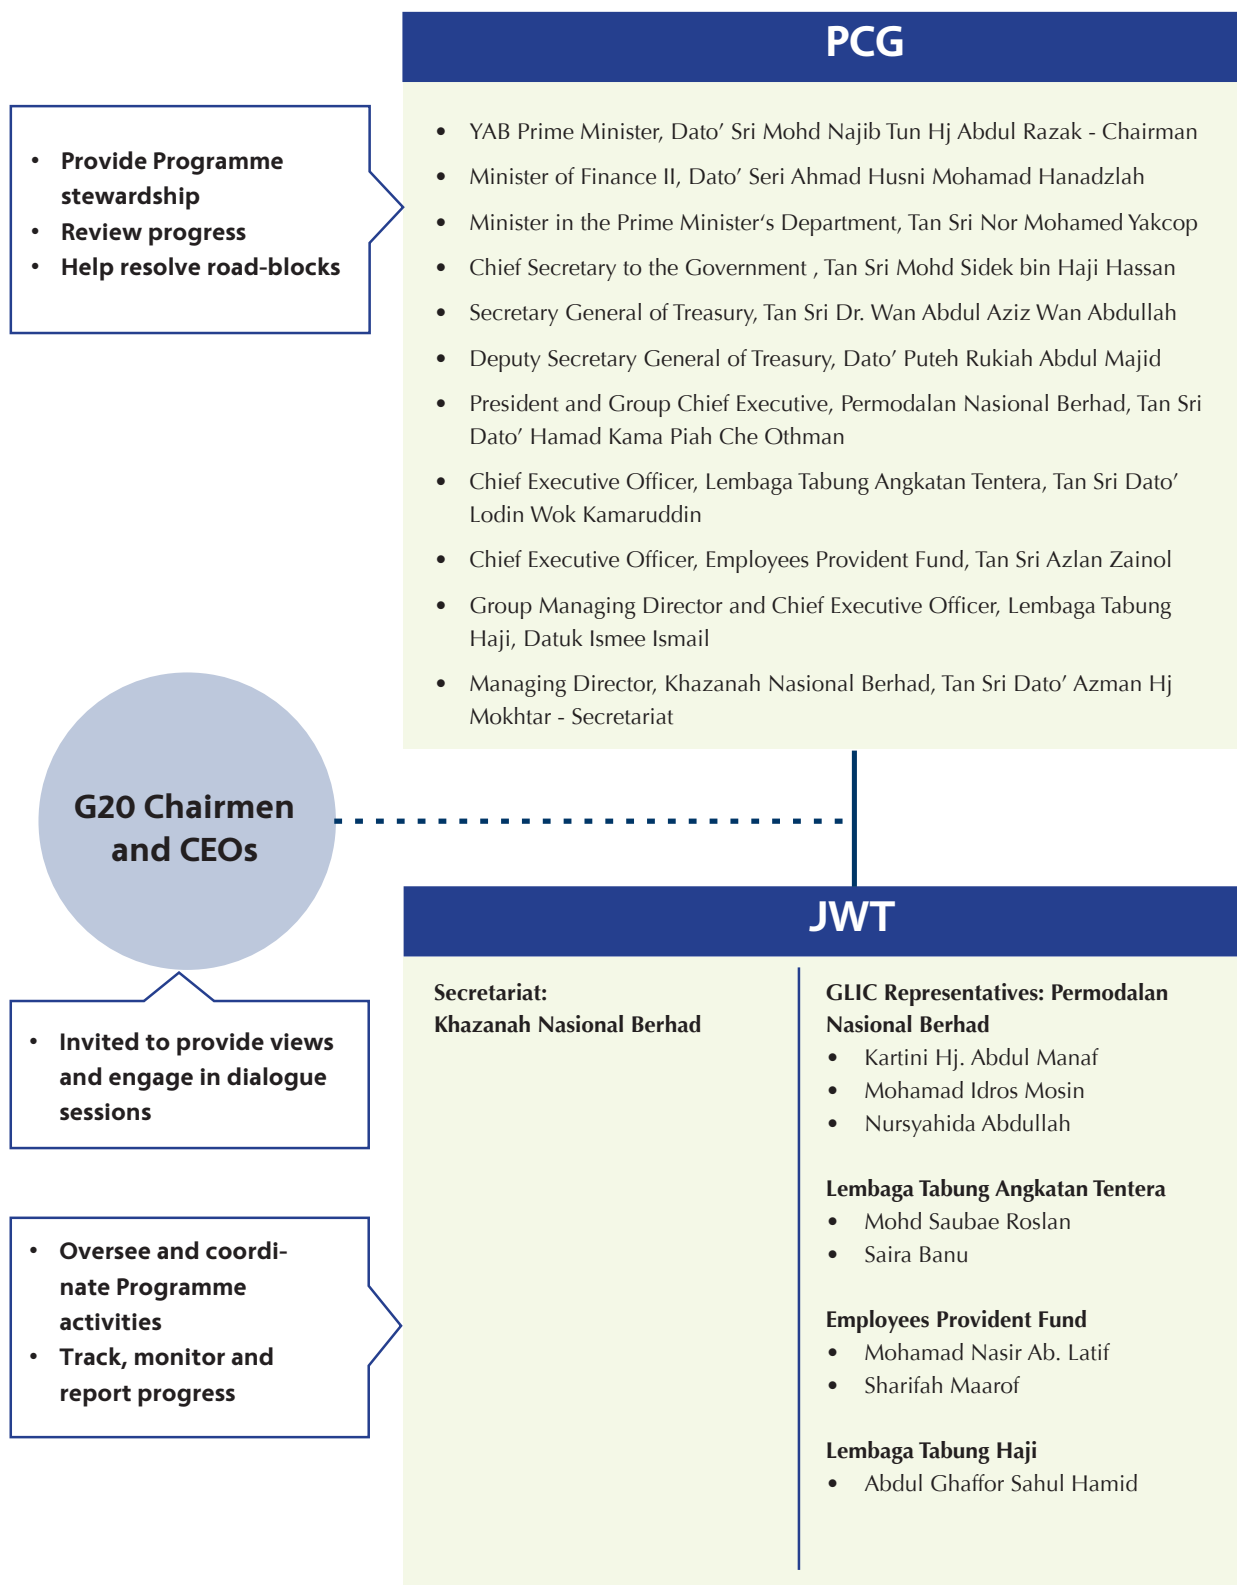 PCG
• Provide Programme
stewardship
• Review progress
• Help resolve road-blocks
• YAB Prime Minister, Dato’ Sri Mohd Najib Tun Hj Abdul Razak - Chairman
• Minister of Finance II, Dato’ Seri Ahmad Husni Mohamad Hanadzlah
• Minister in the Prime Minister‘s Department, Tan Sri Nor Mohamed Yakcop
• Chief Secretary to the Government , Tan Sri Mohd Sidek bin Haji Hassan
• Secretary General of Treasury, Tan Sri Dr. Wan Abdul Aziz Wan Abdullah
• Deputy Secretary General of Treasury, Dato’ Puteh Rukiah Abdul Majid
• President and Group Chief Executive, Permodalan Nasional Berhad, Tan Sri
Dato’ Hamad Kama Piah Che Othman
• Chief Executive Officer, Lembaga Tabung Angkatan Tentera, Tan Sri Dato’
Lodin Wok Kamaruddin
• Chief Executive Officer, Employees Provident Fund, Tan Sri Azlan Zainol
• Group Managing Director and Chief Executive Officer, Lembaga Tabung
Haji, Datuk Ismee Ismail
• Managing Director, Khazanah Nasional Berhad, Tan Sri Dato’ Azman Hj
Mokhtar - Secretariat
G20 Chairmen
and CEOs
• Invited to provide views
and engage in dialogue
sessions
JWT
• Oversee and coordi-
nate Programme
activities
• Track, monitor and
report progress
Secretariat:
Khazanah Nasional Berhad
GLIC Representatives: Permodalan
Nasional Berhad
• Kartini Hj. Abdul Manaf
• Mohamad Idros Mosin
• Nursyahida Abdullah
Lembaga Tabung Angkatan Tentera
• Mohd Saubae Roslan
• Saira Banu
Employees Provident Fund
• Mohamad Nasir Ab. Latif
• Sharifah Maarof
Lembaga Tabung Haji
• Abdul Ghaffor Sahul Hamid